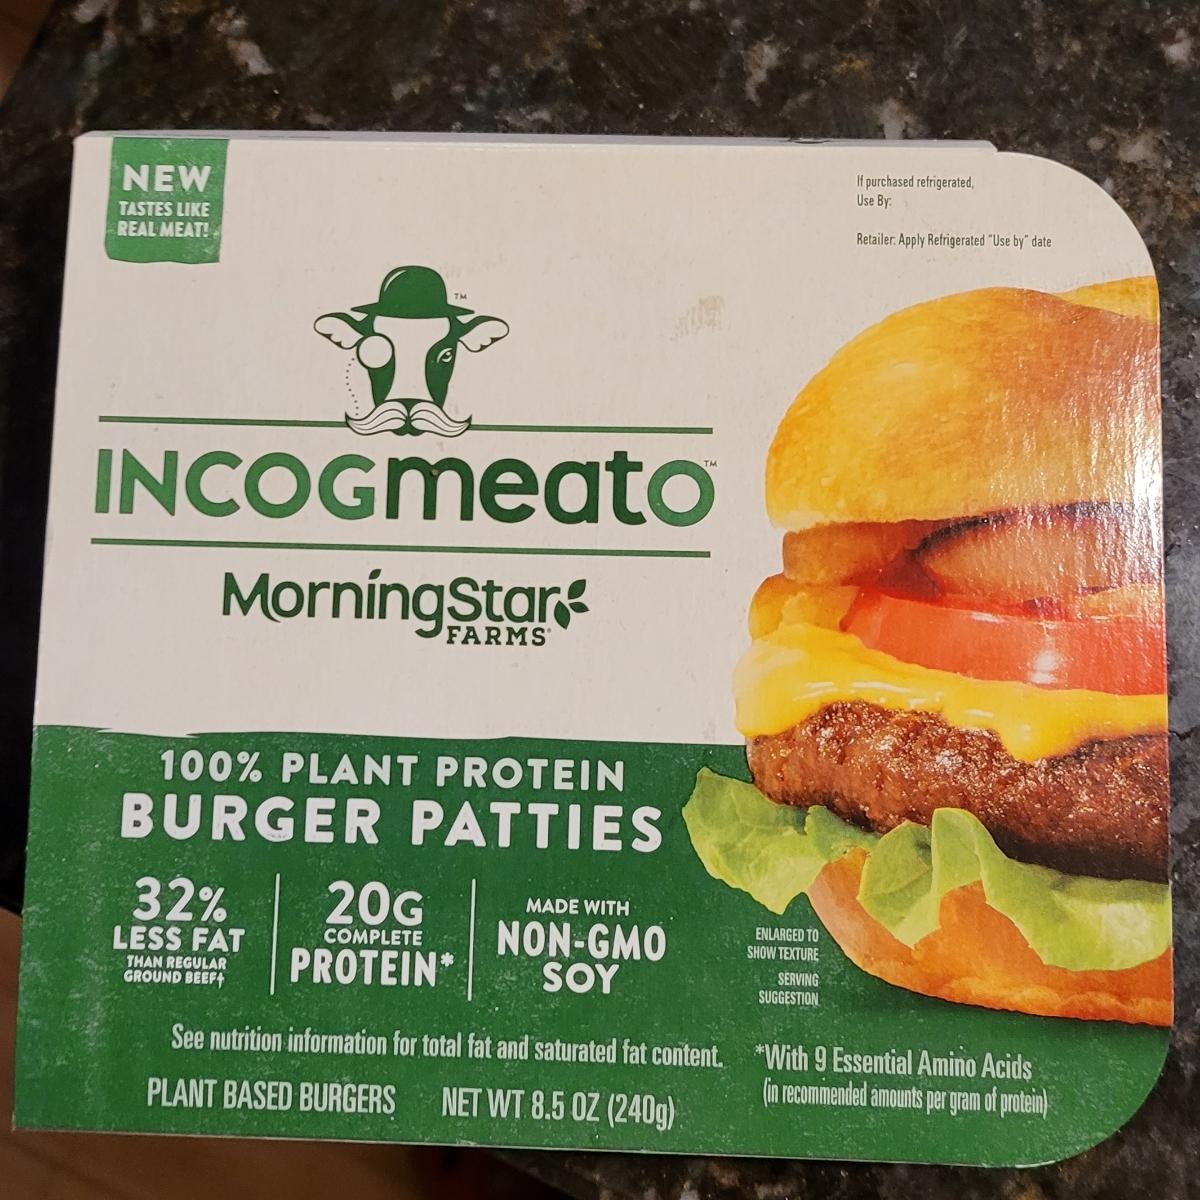 NEW
TASTES LIKE
REAL MEAT!
If purchased refrigerated,
Use By:
Retailer: Apply Refrigerated "Use by" date
™
INCOGmeato™
MorningStar
FARMS®
100% PLANT PROTEIN
BURGER PATTIES
32%
LESS FAT
THAN REGULAR
GROUND BEEF†
20G
COMPLETE
PROTEIN*
MADE WITH
NON-GMO
SOY
ENLARGED TO
SHOW TEXTURE
SERVING
SUGGESTION
See nutrition information for total fat and saturated fat content.
*With 9 Essential Amino Acids
(in recommended amounts per gram of protein)
PLANT BASED BURGERS NET WT 8.5 OZ (240g)